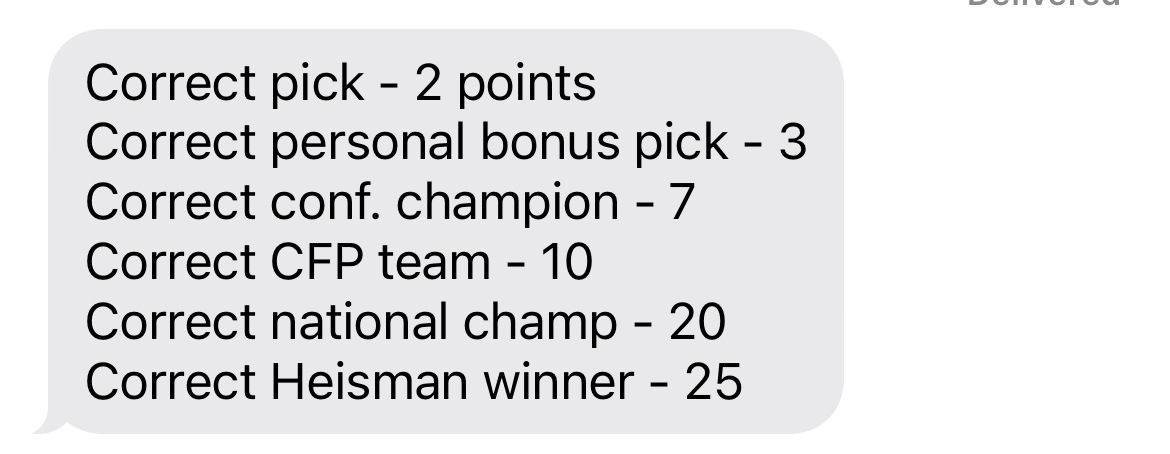 Delivered
Correct pick - 2 points
Correct personal bonus pick - 3
Correct conf. champion - 7
Correct CFP team - 10
Correct national champ - 20
Correct Heisman winner - 25